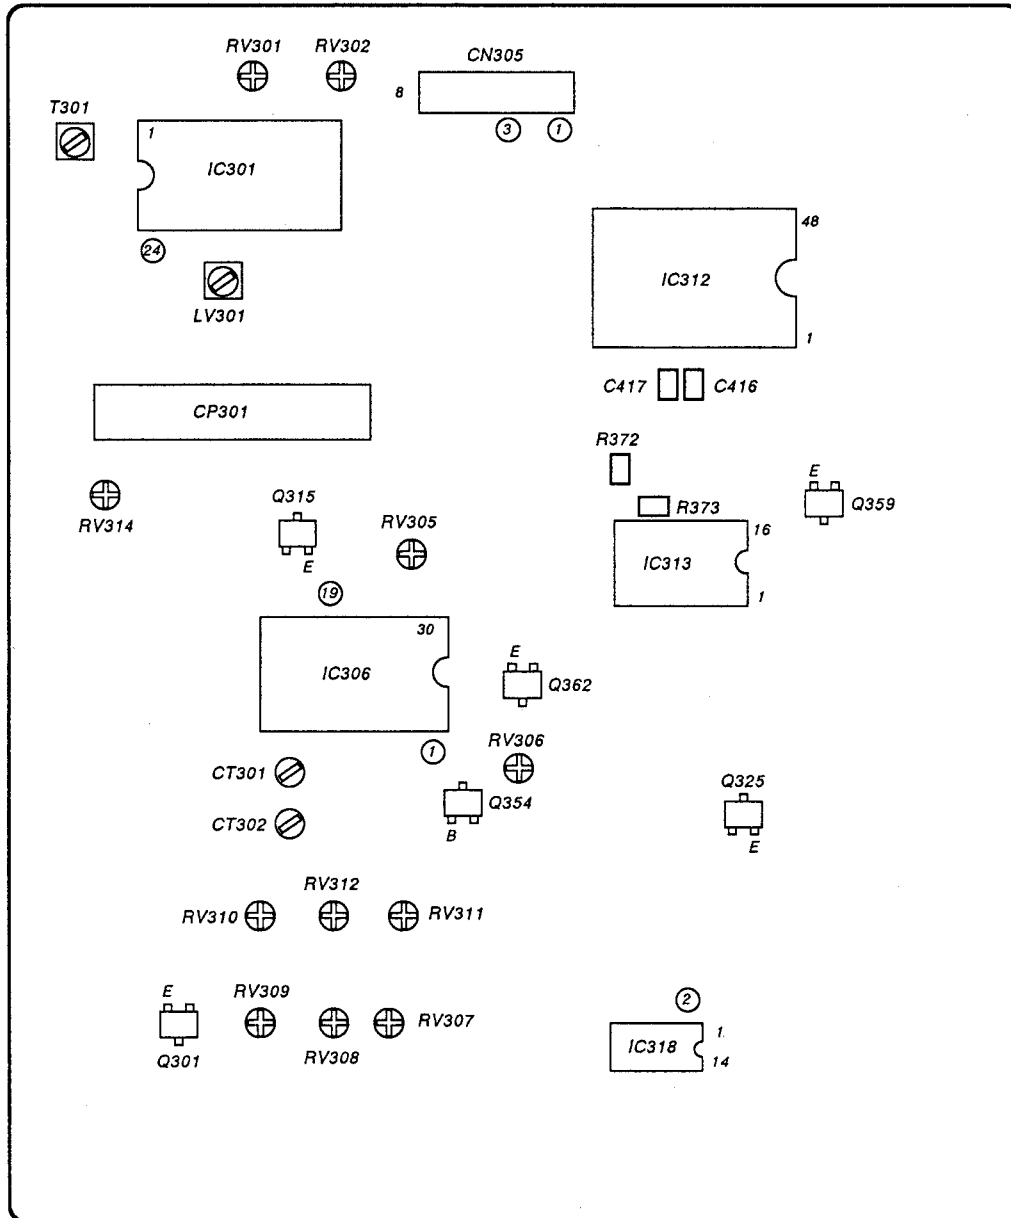 RV301
RV302
CN305
8
T301
3
1
1
IC301
24
48
IC312
1
LV301
C417
C416
CP301
R372
E
Q315
R373
Q359
RV314
RV305
16
E
IC313
19
1
30
IC306
E
Q362
1
RV306
CT301
Q354
Q325
CT302
B
E
RV312
RV310
RV311
E
RV309
2
RV307
1
Q301
RV308
IC318
14